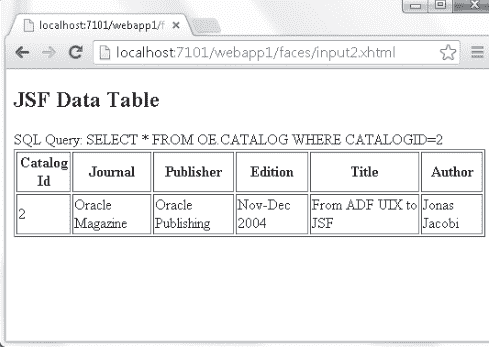 localhost:7101/webapp1/f
localhost:7101/webapp1/faces/input2.xhtml
JSF Data Table
SQL Query: SELECT * FROM OE.CATALOG WHERE CATALOGID=2
Catalog Id Journal Publisher Edition Title Author
2 Oracle Magazine Oracle Publishing Nov-Dec 2004 From ADF UIX to JSF Jonas Jacobi